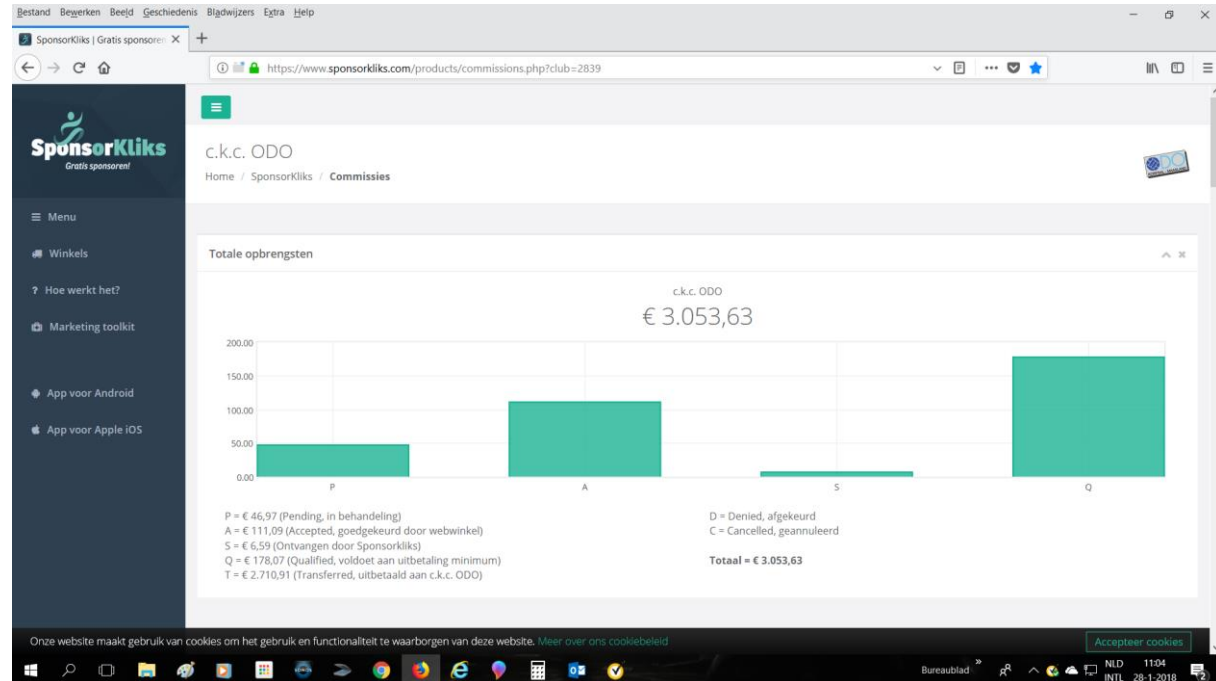 Bestand Bewerken Beeld Geschiedenis Bladwijzers Extra Help
SponsorKliks | Gratis sponsoren
https://www.sponsorkliks.com/products/commissions.php?club=2839
SponsorKliks
Gratis sponsoren!
Menu
Winkels
Hoe werkt het?
Marketing toolkit
App voor Android
App voor Apple iOS
c.k.c. ODO
Home / SponsorKliks / Commissies
ODO
Totale opbrengsten
c.k.c. ODO
€ 3.053,63
200.00
150.00
100.00
50.00
0.00
P A S Q
P = € 46,97 (Pending, in behandeling)
A = € 111,09 (Accepted, goedgekeurd door webwinkel)
S = € 6,59 (Ontvangen door Sponsorkliks)
Q = € 178,07 (Qualified, voldoet aan uitbetaling minimum)
T = € 2.710,91 (Transferred, uitbetaald aan c.k.c. ODO)
D = Denied, afgekeurd
C = Cancelled, geannuleerd
Totaal = € 3.053,63
Onze website maakt gebruik van cookies om het gebruik en functionaliteit te waarborgen van deze website. Meer over ons cookiebeleid
Accepteer cookies
Bureaublad
NLD 11:04
INTL 28-1-2018
2